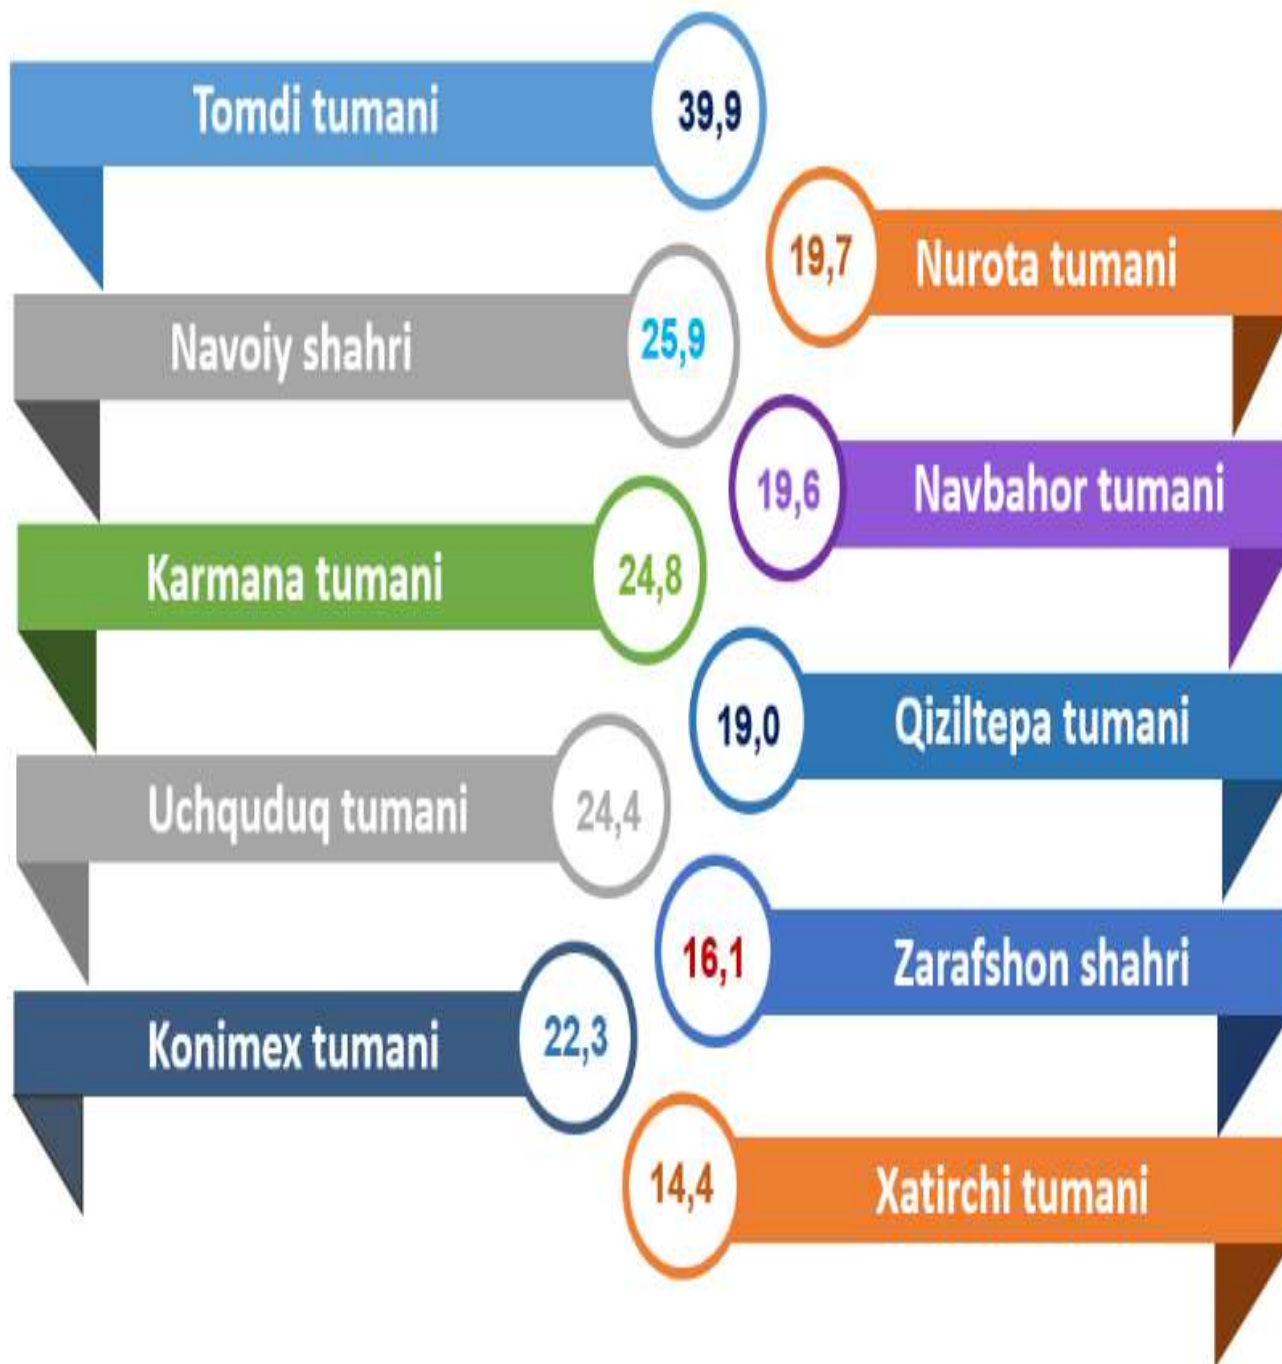 Tomdi tumani
39,9
Navoiy shahri
25,9
Karmana tumani
24,8
Uchquduq tumani
24,4
Konimex tumani
22,3
19,7
Nurota tumani
19,6
Navbahor tumani
19,0
Qiziltepa tumani
16,1
Zarafshon shahri
14,4
Xatirchi tumani